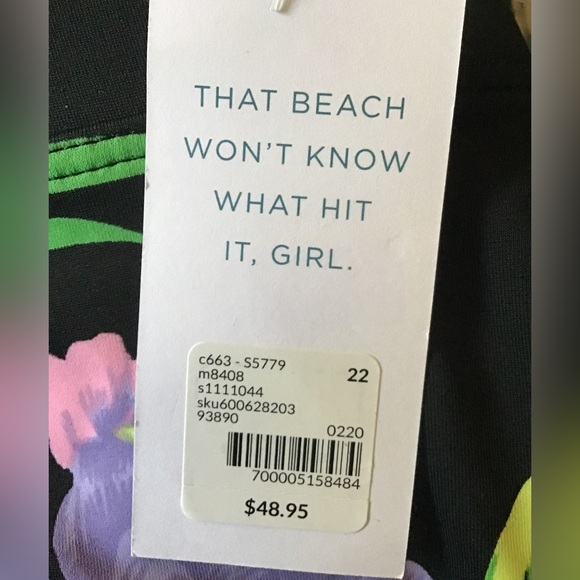 THAT BEACH
WON'T KNOW
WHAT HIT
IT, GIRL.
c663 - S5779
22
m8408
s1111044
sku600628203
93890
0220
700005158484
$48.95